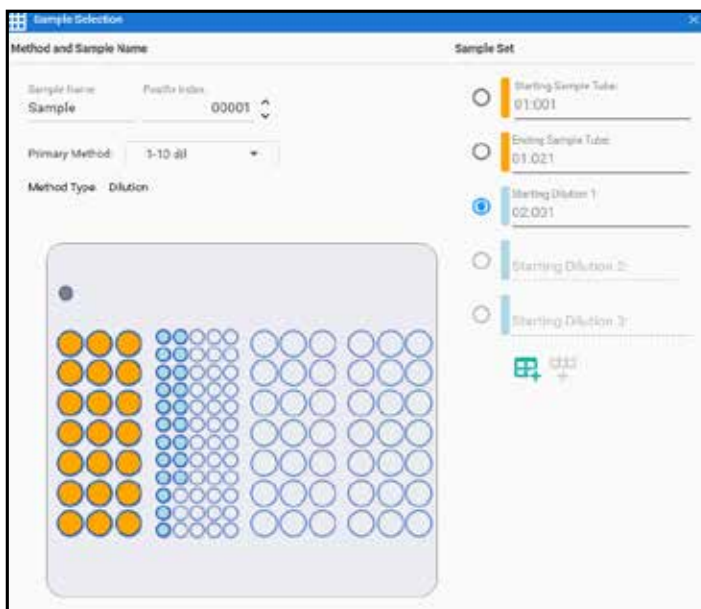 Sample Selection
Method and Sample Name
Sample Set
Sample Name
Postfix Index:
Sample
00001
Primary Method:
1-10 dil
Method Type: Dilution
Starting Sample Tube:
01:001
Ending Sample Tube:
01:021
Starting Dilution 1:
02:001
Starting Dilution 2:
Starting Dilution 3: